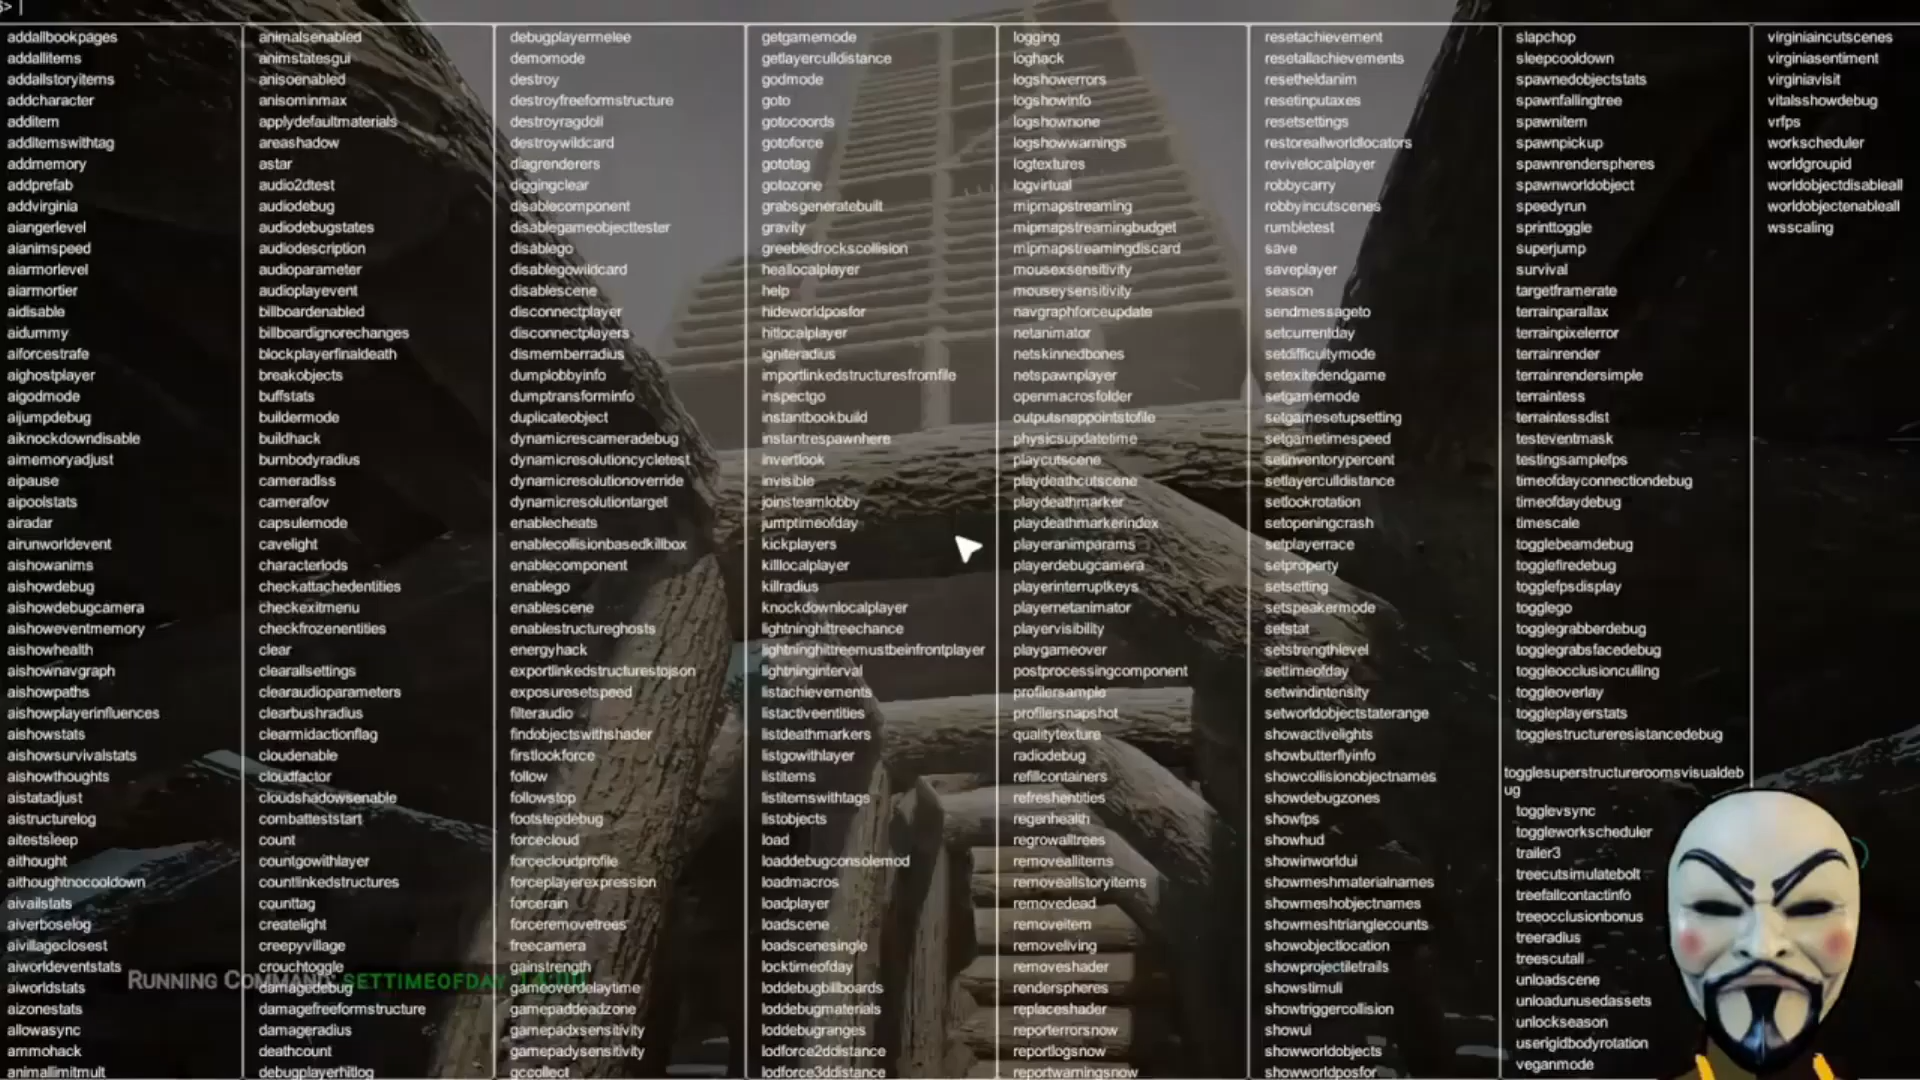 $> |
addallbookpages
addallitems
addallstoryitems
addcharacter
additem
additemswithtag
addmemory
addprefab
addvirginia
aiangerlevel
aianimspeed
aiarmorlevel
aiarmortier
aidisable
aidummy
aiforcestrafe
aighostplayer
aigodmode
aijumpdebug
aiknockdowndisable
aimemoryadjust
aipause
aipoolstats
airadar
airunworldevent
aishowanims
aishowdebug
aishowdebugcamera
aishoweventmemory
aishowhealth
aishownavgraph
aishowpaths
aishowplayerinfluences
aishowstats
aishowsurvivalstats
aishowthoughts
aistatadjust
aistructurelog
aitestsleep
aithought
aithoughtnocooldown
aivailstats
aiverboselog
aivillageclosest
aiworldeventstats
aiworldstats
aizonestats
allowasync
ammohack
animallimitmult
animalsenabled
animstatesgui
anisoenabled
anisominmax
applydefaultmaterials
areashadow
astar
audio2dtest
audiodebug
audiodebugstates
audiodescription
audioparameter
audioplayevent
billboardenabled
billboardignorechanges
blockplayerfinaldeath
breakobjects
buffstats
buildermode
buildhack
burnbodyradius
cameradlss
camerafov
capsulemode
cavelight
characterlods
checkattachedentities
checkexitmenu
checkfrozenentities
clear
clearallsettings
clearaudioparameters
clearbushradius
clearmidactionflag
cloudenable
cloudfactor
cloudshadowsenable
combatteststart
count
countgowithlayer
countlinkedstructures
counttag
createlight
creepyvillage
crouchtoggle
damagedebug
damagefreeformstructure
damageradius
deathcount
debugplayerhitlog
debugplayermelee
demomode
destroy
destroyfreeformstructure
destroyragdoll
destroywildcard
diagrenderers
diggingclear
disablecomponent
disablegameobjecttester
disablego
disablegowildcard
disablescene
disconnectplayer
disconnectplayers
dismemberradius
dumplobbyinfo
dumptransforminfo
duplicateobject
dynamicrescameradebug
dynamicresolutioncycletest
dynamicresolutionoverride
dynamicresolutiontarget
enablecheats
enablecollisionbasedkillbox
enablecomponent
enablego
enablescene
enablestructureghosts
energyhack
exportlinkedstructurestojson
exposuresetspeed
filteraudio
findobjectswithshader
firstlookforce
follow
followstop
footstepdebug
forcecloud
forcecloudprofile
forceplayerexpression
forcerain
forceremovetrees
freecamera
gainstrength
gameoverdelaytime
gamepaddeadzone
gamepadxsensitivity
gamepadysensitivity
gccollect
getgamemode
getlayerculldistance
godmode
goto
gotocoords
gotoforce
gototag
gotozone
grabsgeneratebuilt
gravity
greebledrockscollision
heallocalplayer
help
hideworldposfor
hitlocalplayer
igniteradius
importlinkedstructuresfromfile
inspectgo
instantbookbuild
instantrespawnhere
invertlook
invisible
joinsteamlobby
jumptimeofday
kickplayers
killlocalplayer
killradius
knockdownlocalplayer
lightninghittreechance
lightninghittreemustbeinfrontplayer
lightninginterval
listachievements
listactiveentities
listdeathmarkers
listgowithlayer
listitems
listitemswithtags
listobjects
load
loaddebugconsolemod
loadmacros
loadplayer
loadscene
loadscenesingle
locktimeofday
loddebugbillboards
loddebugmaterials
loddebugranges
lodforce2ddistance
lodforce3ddistance
logging
loghack
logshowerrors
logshowinfo
logshownone
logshowwarnings
logtextures
logvirtual
mipmapstreaming
mipmapstreamingbudget
mipmapstreamingdiscard
mousexsensitivity
mouseysensitivity
navgraphforceupdate
netanimator
netskinnedbones
netspawnplayer
openmacrosfolder
outputsnappointstofile
physicsupdatetime
playcutscene
playdeathcutscene
playdeathmarker
playdeathmarkerindex
playeranimparams
playerdebugcamera
playerinterruptkeys
playernetanimator
playervisibility
playgameover
postprocessingcomponent
profilersample
profilersnapshot
qualitytexture
radiodebug
refillcontainers
refreshentities
regenhealth
regrowalltrees
removeallitems
removeallstoryitems
removedead
removeitem
removeliving
removeshader
renderspheres
replaceshader
reporterrorsnow
reportlogsnow
reportwarningsnow
resetachievement
resetallachievements
resetheldanim
resetinputaxes
resetsettings
restoreallworldlocators
revivelocalplayer
robbycarry
robbyincutscenes
rumbletest
save
saveplayer
season
sendmessageto
setcurrentday
setdifficultymode
setexitedendgame
setgamemode
setgamesetupsetting
setgametimespeed
setinventorypercent
setlayerculldistance
setlookrotation
setopeningcrash
setplayerrace
setproperty
setsetting
setspeakermode
setstat
setstrengthlevel
settimeofday
setwindintensity
setworldobjectstaterange
showactivelights
showbutterflyinfo
showcollisionobjectnames
showdebugzones
showfps
showhud
showinworldui
showmeshmaterialnames
showmeshobjectnames
showmeshtrianglecounts
showobjectlocation
showprojectiletrails
showstimuli
showtriggercollision
showui
showworldobjects
showworldposfor
slapchop
sleepcooldown
spawnedobjectstats
spawnfallingtree
spawnitem
spawnpickup
spawnrenderspheres
spawnworldobject
speedyrun
sprinttoggle
superjump
survival
targetframerate
terrainparallax
terrainpixelerror
terrainrender
terrainrendersimple
terraintess
terraintessdist
testeventmask
testingsamplefps
timeofdayconnectiondebug
timeofdaydebug
timescale
togglebeamdebug
togglefiredebug
togglefpsdisplay
togglego
togglegrabberdebug
togglegrabsfacedebug
toggleocclusionculling
toggleoverlay
toggleplayerstats
togglestructureresistancedebug
togglesuperstructureroomsvisualdeb
ug
togglevsync
toggleworkscheduler
trailer3
treecutsimulatebolt
treefallcontactinfo
treeocclusionbonus
treeradius
treescutall
unloadscene
unloadunusedassets
unlockseason
userigidbodyrotation
veganmode
virginiaincutscenes
virginiasentiment
virginiavisit
vitalsshowdebug
vrfps
workscheduler
worldgroupid
worldobjectdisableall
worldobjectenableall
wsscaling
RUNNING COMMAND: SETTIMEOFDAY